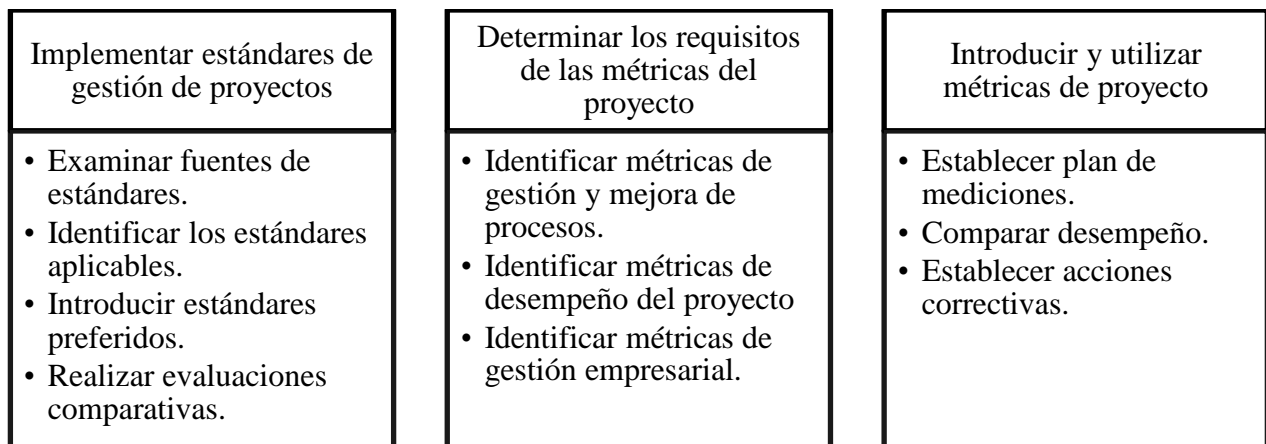 Implementar estándares de
gestión de proyectos
• Examinar fuentes de
estándares.
• Identificar los estándares
aplicables.
• Introducir estándares
preferidos.
• Realizar evaluaciones
comparativas.
Determinar los requisitos
de las métricas del
proyecto
• Identificar métricas de
gestión y mejora de
procesos.
• Identificar métricas de
desempeño del proyecto
• Identificar métricas de
gestión empresarial.
Introducir y utilizar
métricas de proyecto
• Establecer plan de
mediciones.
• Comparar desempeño.
• Establecer acciones
correctivas.